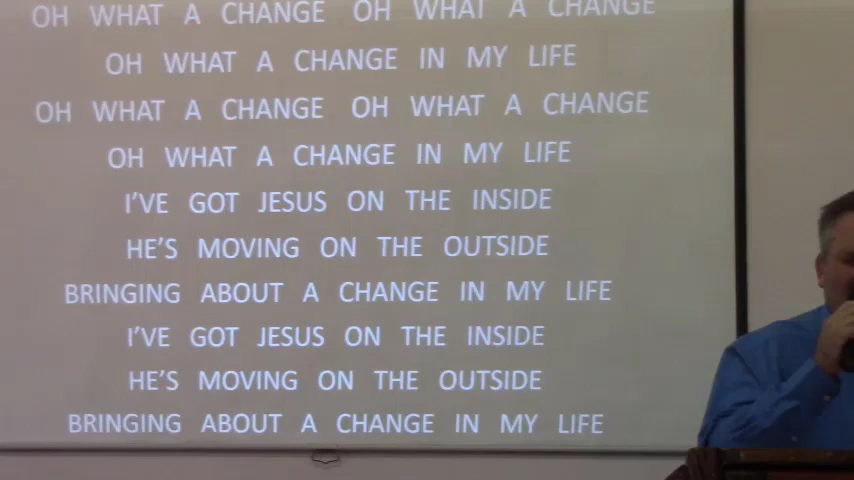 OH WHAT A CHANGE OH WHAT A CHANGE
OH WHAT A CHANGE IN MY LIFE
OH WHAT A CHANGE OH WHAT A CHANGE
OH WHAT A CHANGE IN MY LIFE
I'VE GOT JESUS ON THE INSIDE
HE'S MOVING ON THE OUTSIDE
BRINGING ABOUT A CHANGE IN MY LIFE
I'VE GOT JESUS ON THE INSIDE
HE'S MOVING ON THE OUTSIDE
BRINGING ABOUT A CHANGE IN MY LIFE